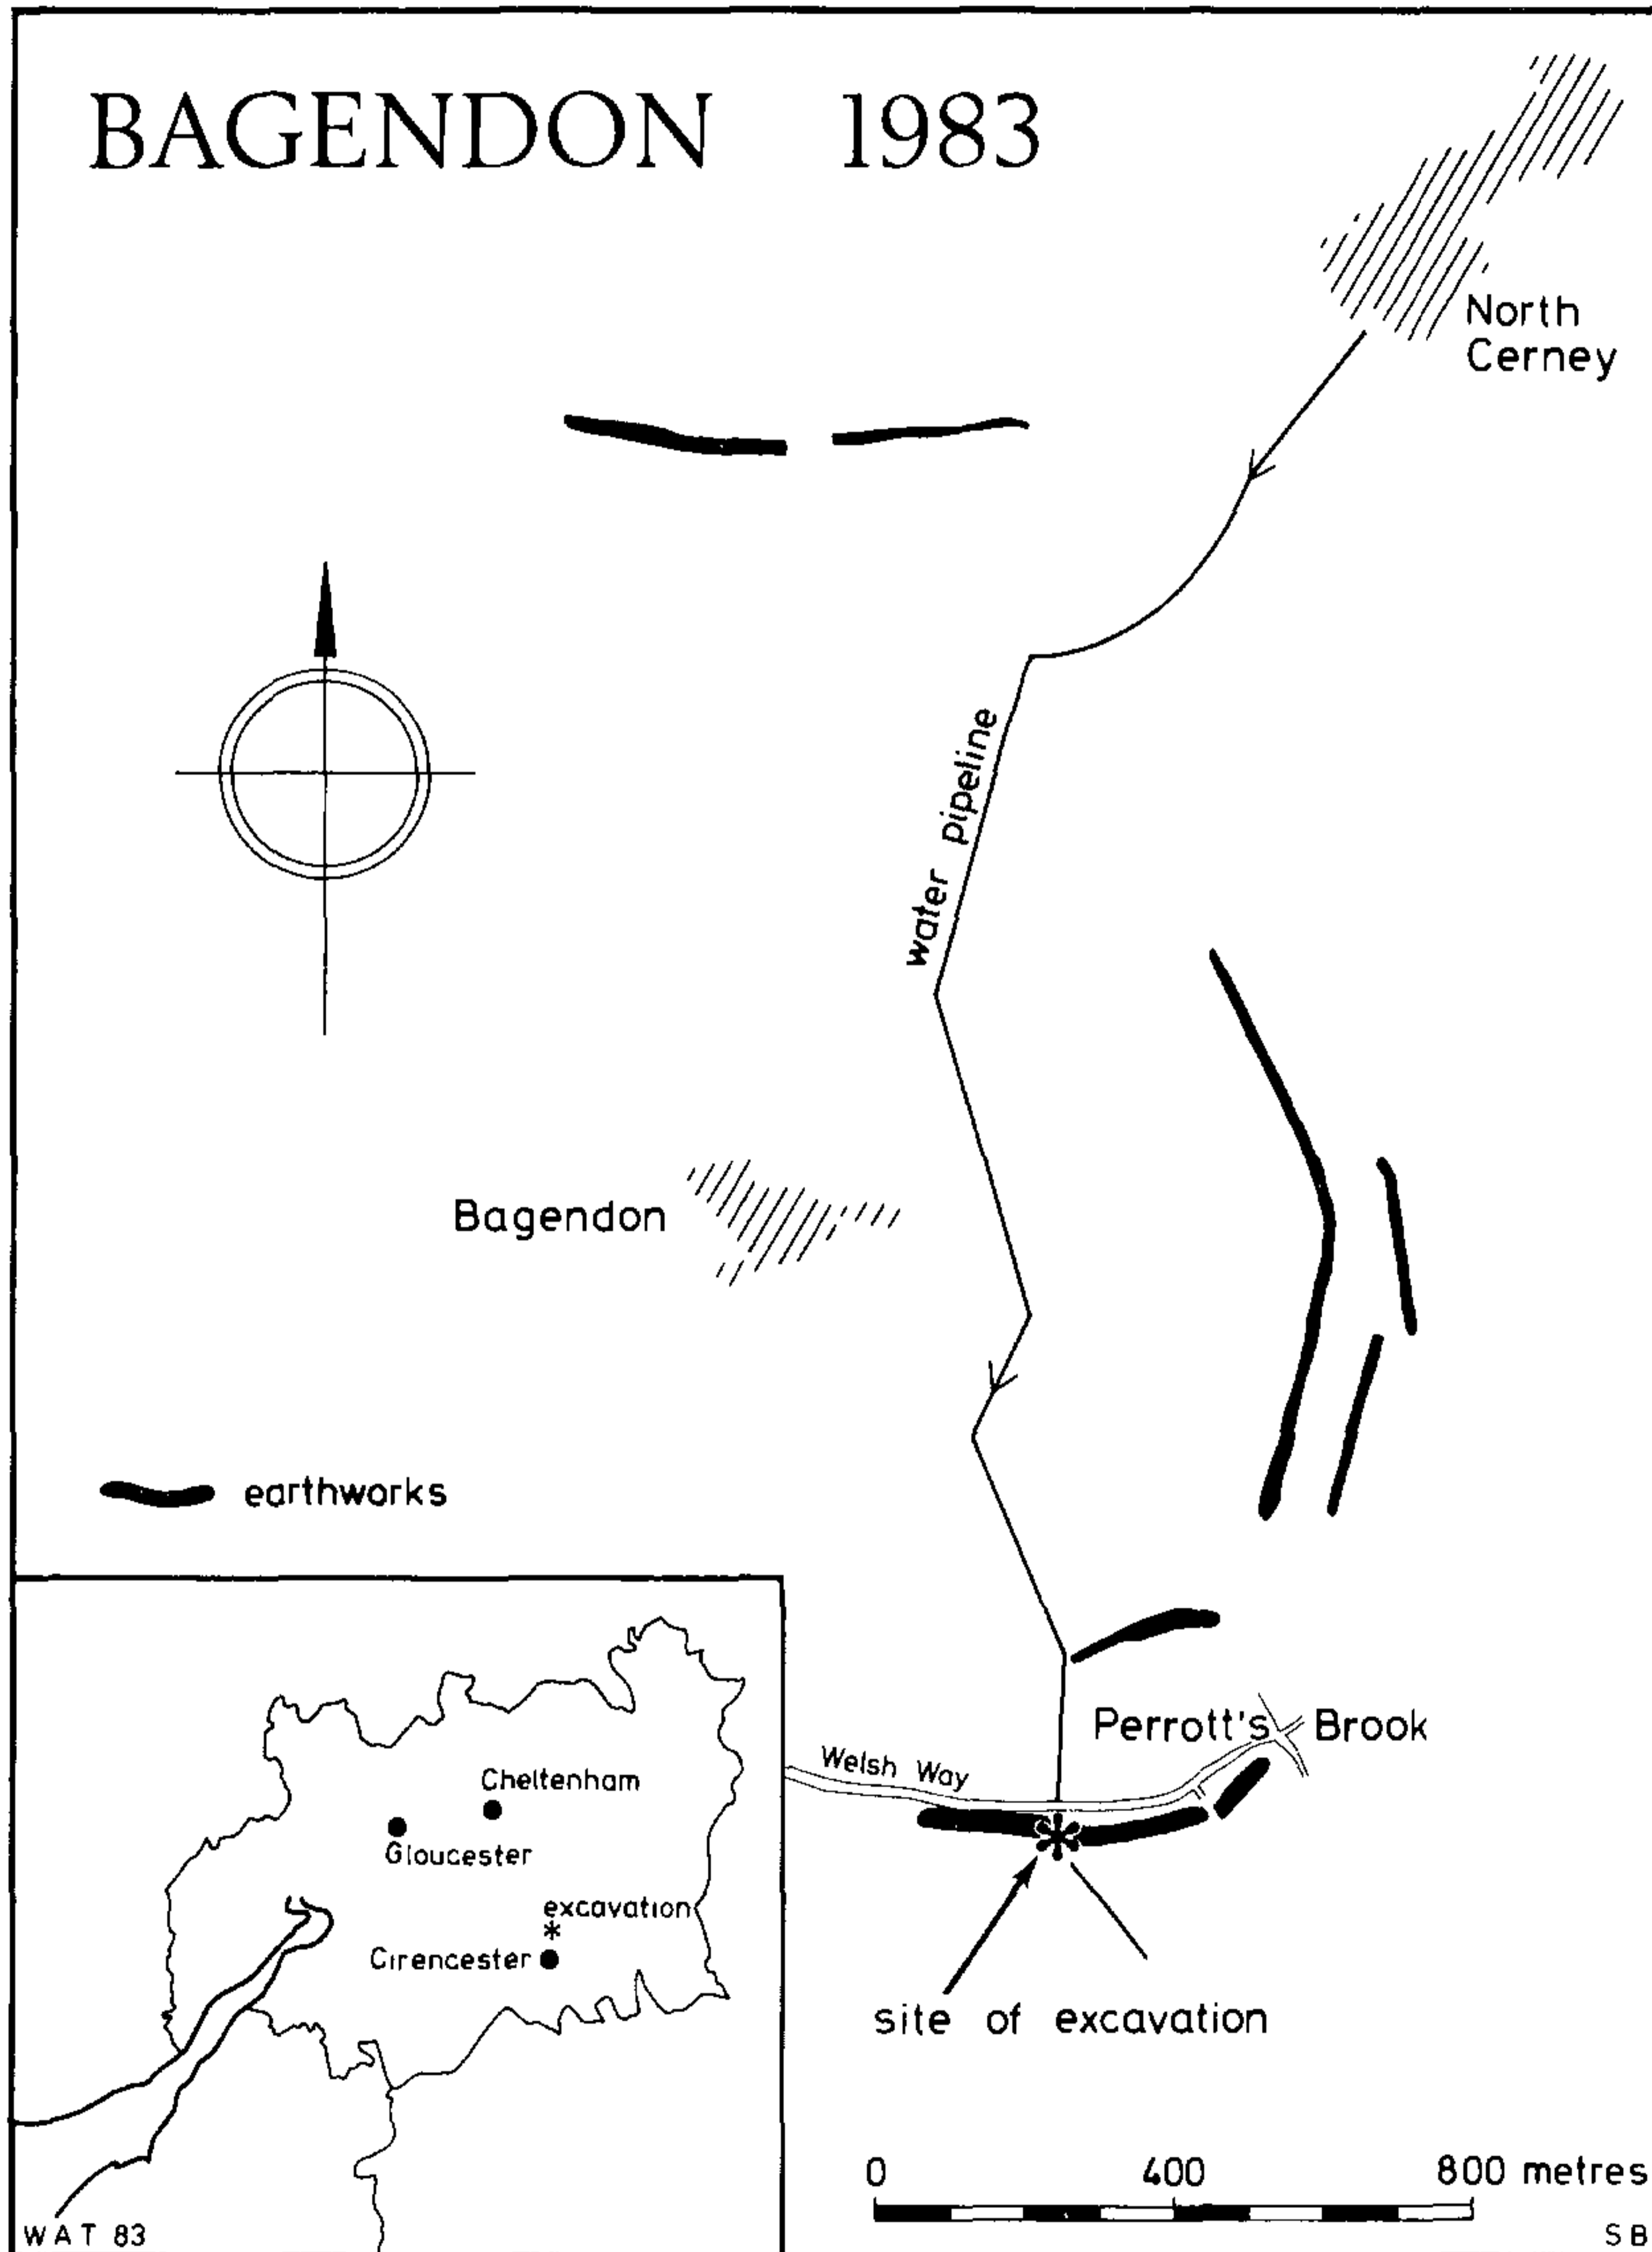 BAGENDON 1983
North
Cerney
water pipeline
Bagendon
earthworks
Perrott's Brook
Welsh Way
Cheltenham
Gloucester
excavation
*
Cirencester
site of excavation
0 400 800 metres
WAT 83
SB